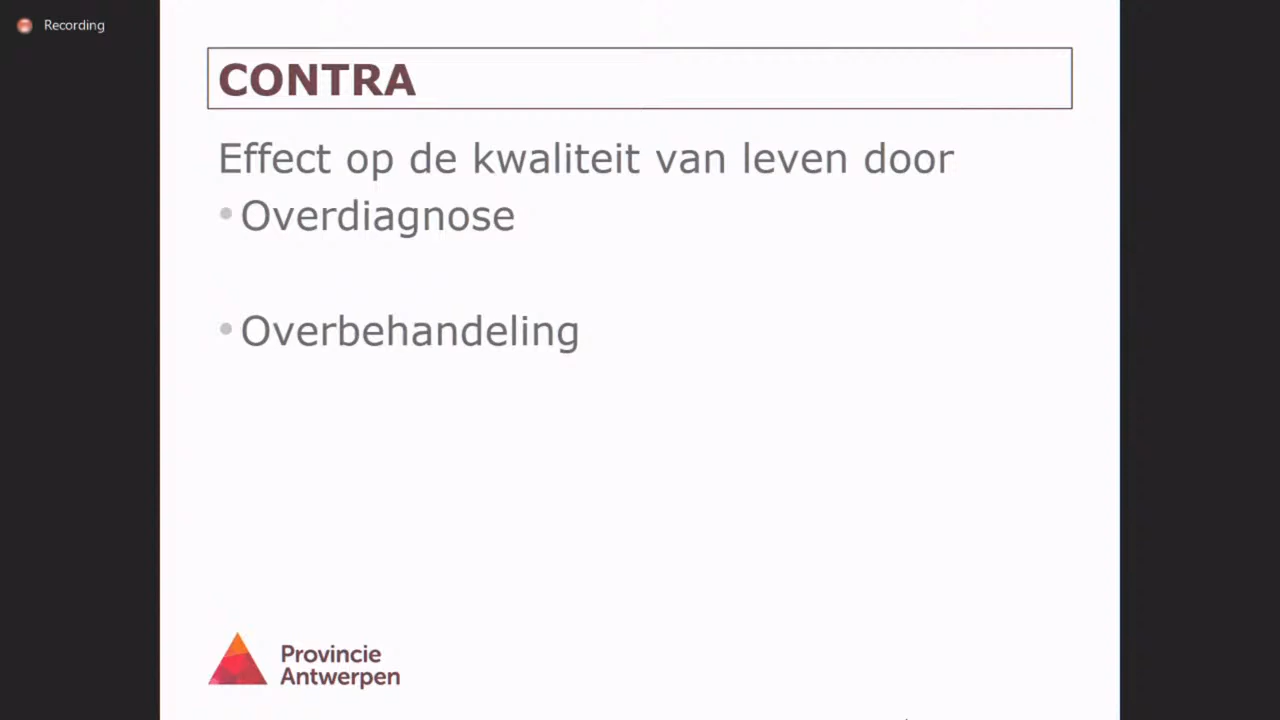 Recording
CONTRA
Effect op de kwaliteit van leven door
• Overdiagnose
• Overbehandeling
Provincie
Antwerpen